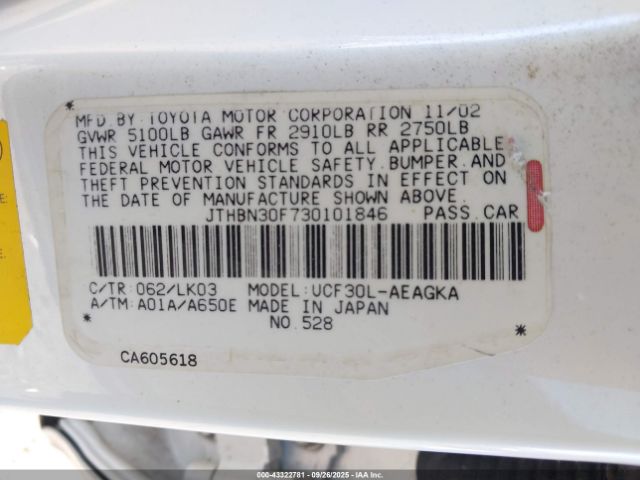 MFD BY TOYOTA MOTOR CORPORATION 11/02
GVWR 5100LB GAWR FR 2910LB RR 2750LB
THIS VEHICLE CONFORMS TO ALL APPLICABLE
FEDERAL MOTOR VEHICLE SAFETY, BUMPER AND
THEFT PREVENTION STANDARDS IN EFFECT ON
THE DATE OF MANUFACTURE SHOWN ABOVE.
JTHBN30F730101846 PASS.CAR
C/TR: 062/LK03 MODEL: UCF30L-AEAGKA
A/TM: A01A/A650E MADE IN JAPAN
NO.528
CA605618
000-43322781 - 09/26/2025 - IAAI.COM